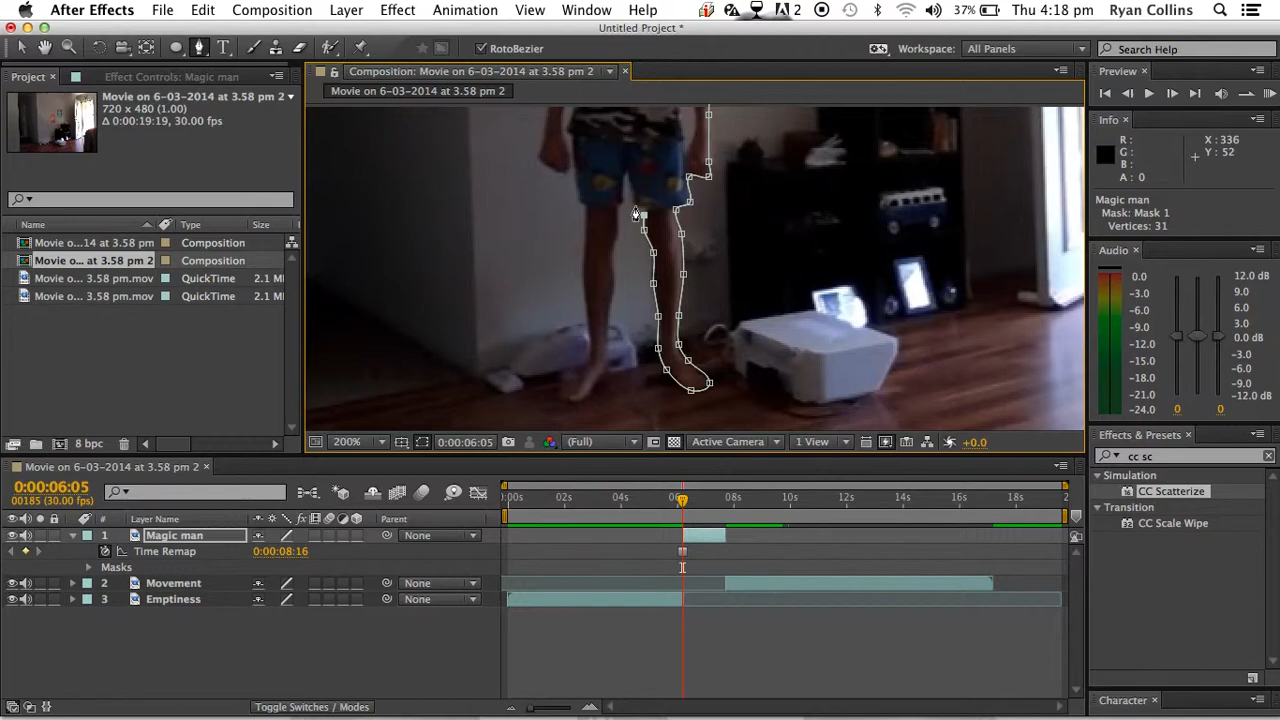 After Effects File Edit Composition Layer Effect Animation View Window Help 2 37% Thu 4:18 pm Ryan Collins
Untitled Project *
RotoBezier Workspace: All Panels Search Help
Project Effect Controls: Magic man
Movie on 6-03-2014 at 3.58 pm 2
720 x 480 (1.00)
Δ 0:00:19:19, 30.00 fps
Name Type Size
Movie o...14 at 3.58 pm Composition
Movie o... at 3.58 pm 2 Composition
Movie o... 3.58 pm.mov QuickTime 2.1 M
Movie o... 3.58 pm.mov QuickTime 2.1 M
8 bpc
Composition: Movie on 6-03-2014 at 3.58 pm 2
Movie on 6-03-2014 at 3.58 pm 2
200% 0:00:06:05 (Full) Active Camera 1 View +0.0
Preview
Info
R: X: 336
G: Y: 52
B:
A: 0
Magic man
Mask: Mask 1
Vertices: 31
Audio
0.0 12.0 dB
-3.0 9.0
-6.0 6.0
-9.0 3.0
-12.0 0.0 dB
-15.0 -3.0
-18.0 -6.0
-21.0 -9.0
-24.0 -12.0 dB
0 0
Effects & Presets
cc sc
Simulation
CC Scatterize
Transition
CC Scale Wipe
Character
Movie on 6-03-2014 at 3.58 pm 2
0:00:06:05
00185 (30.00 fps)
:00s 02s 04s 06s 08s 10s 12s 14s 16s 18s 2
# Layer Name Parent
1 Magic man None
Time Remap 0:00:08:16
Masks
2 Movement None
3 Emptiness None
Toggle Switches / Modes